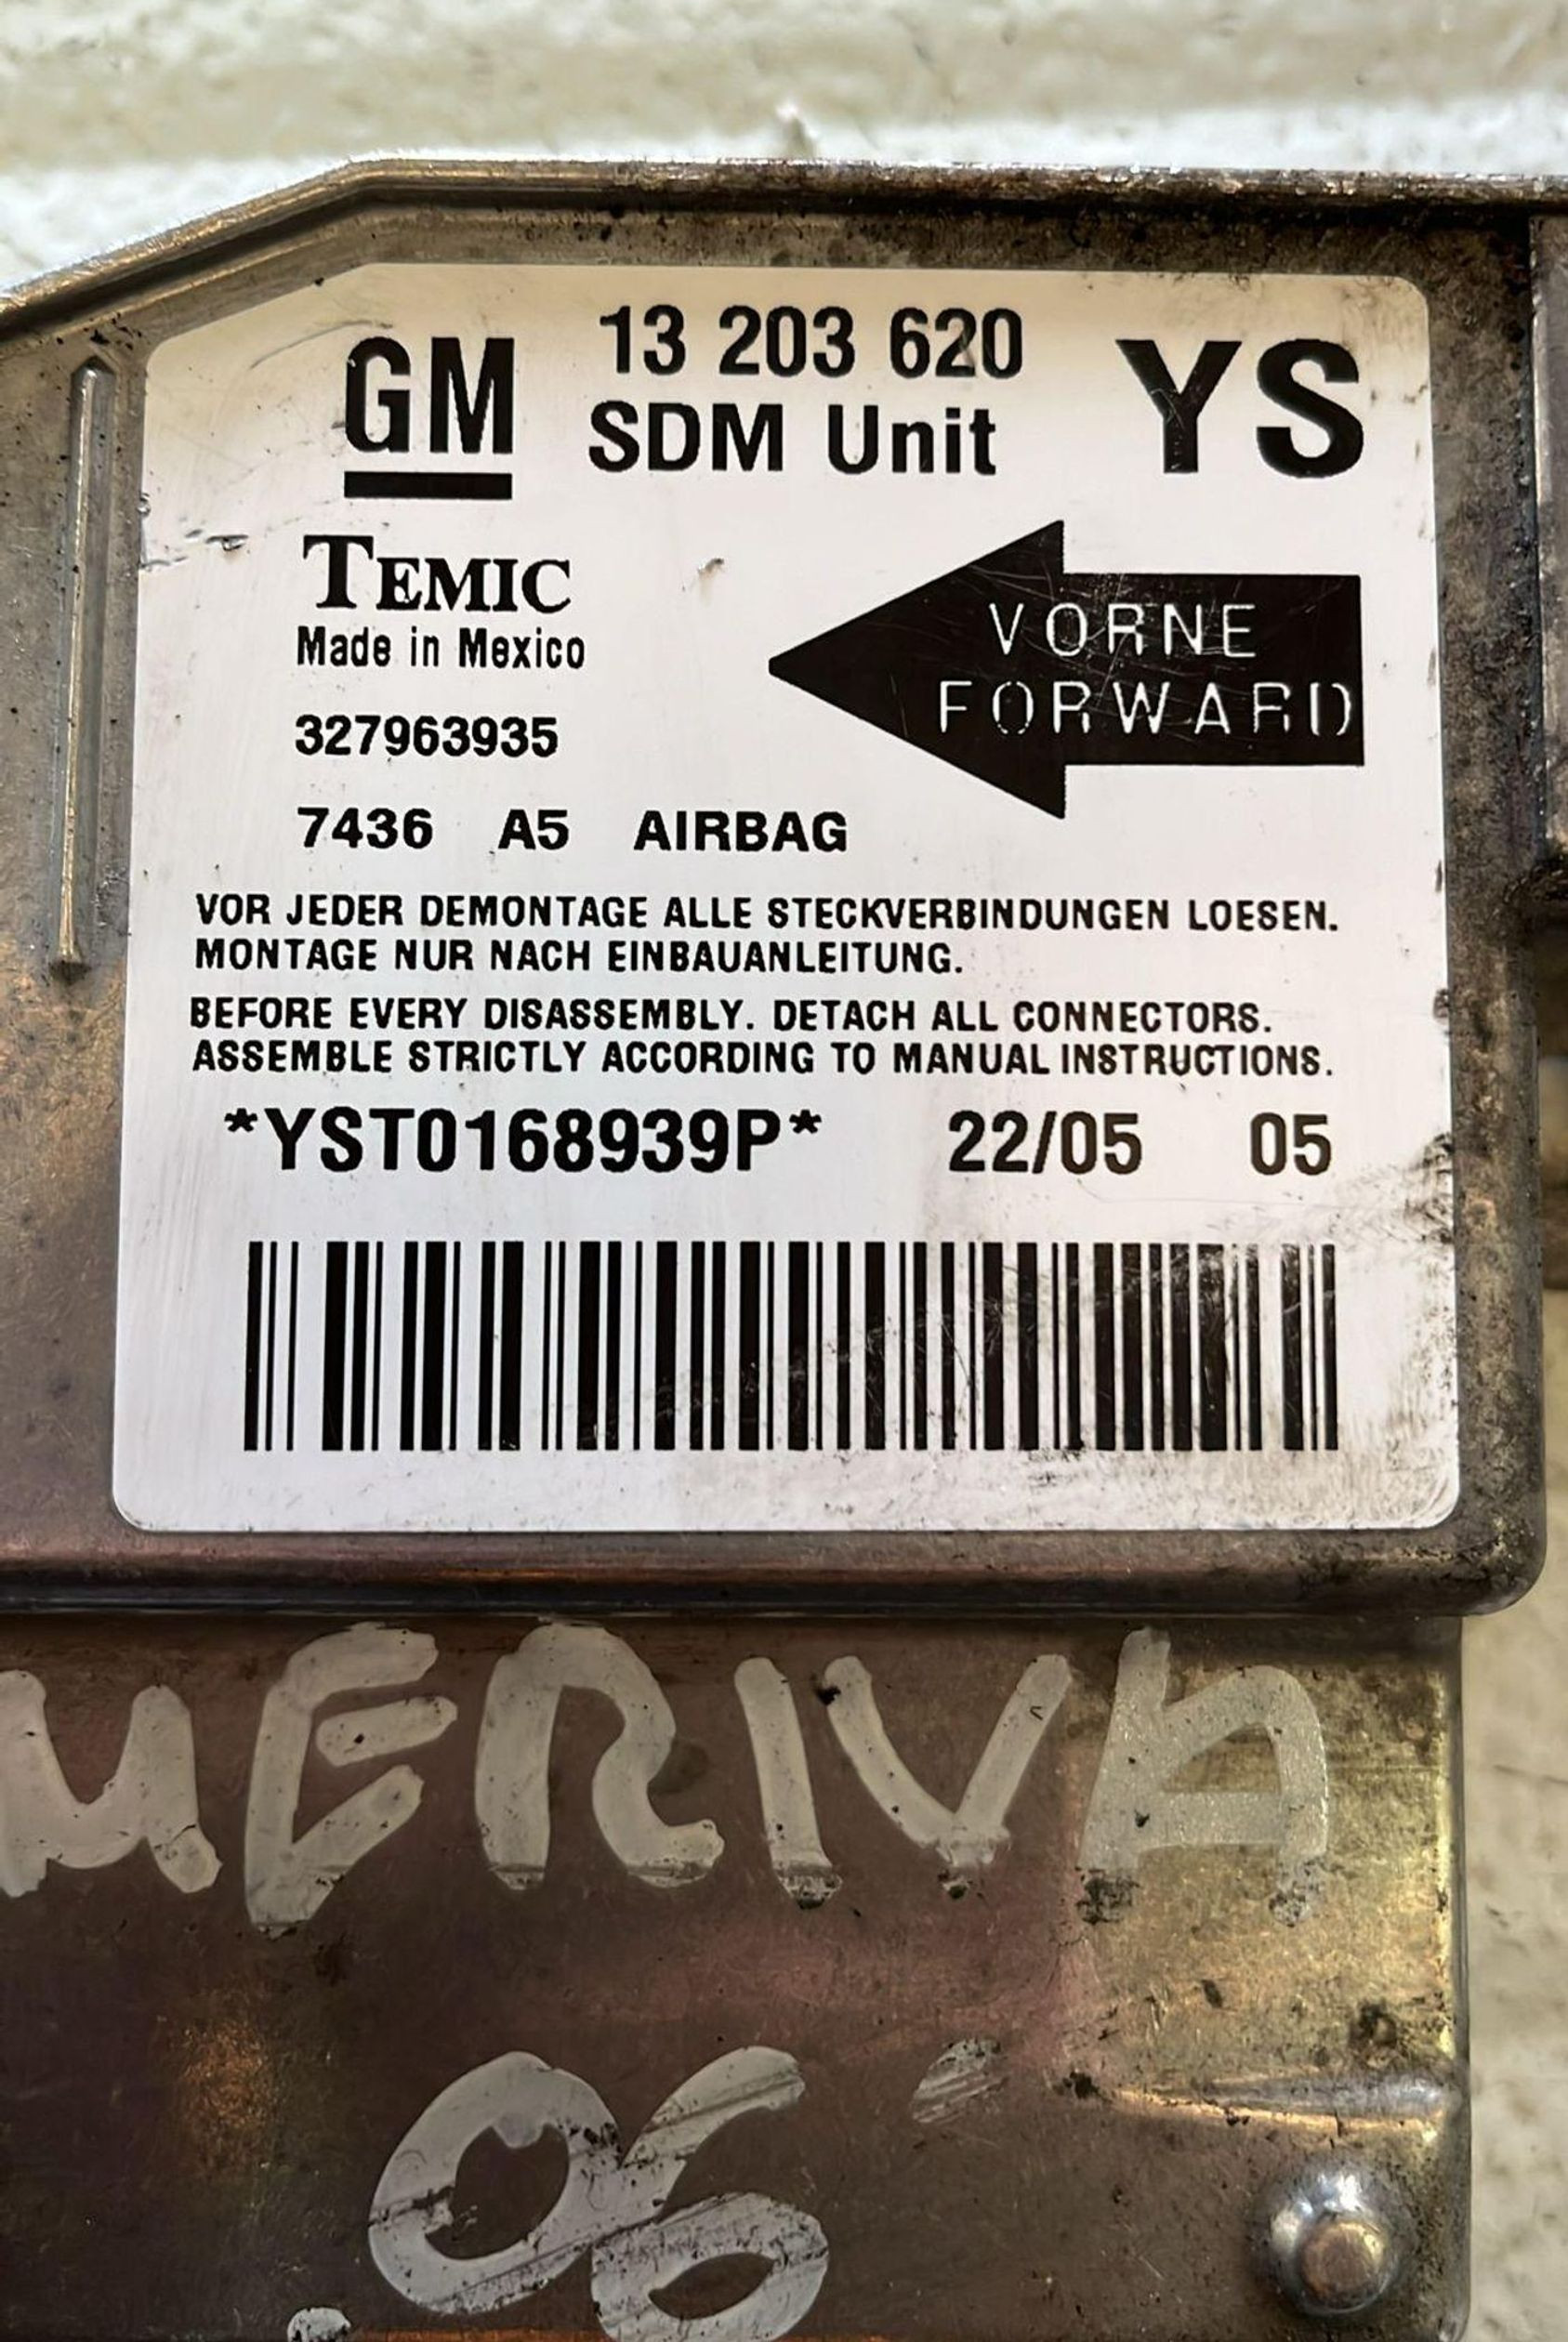 GM 13 203 620 YS
SDM Unit
TEMIC
Made in Mexico
VORNE
FORWARD
327963935
7436 A5 AIRBAG
VOR JEDER DEMONTAGE ALLE STECKVERBINDUNGEN LOESEN.
MONTAGE NUR NACH EINBAUANLEITUNG.
BEFORE EVERY DISASSEMBLY. DETACH ALL CONNECTORS.
ASSEMBLE STRICTLY ACCORDING TO MANUAL INSTRUCTIONS.
*YST0168939P* 22/05 05
MERIVA
06